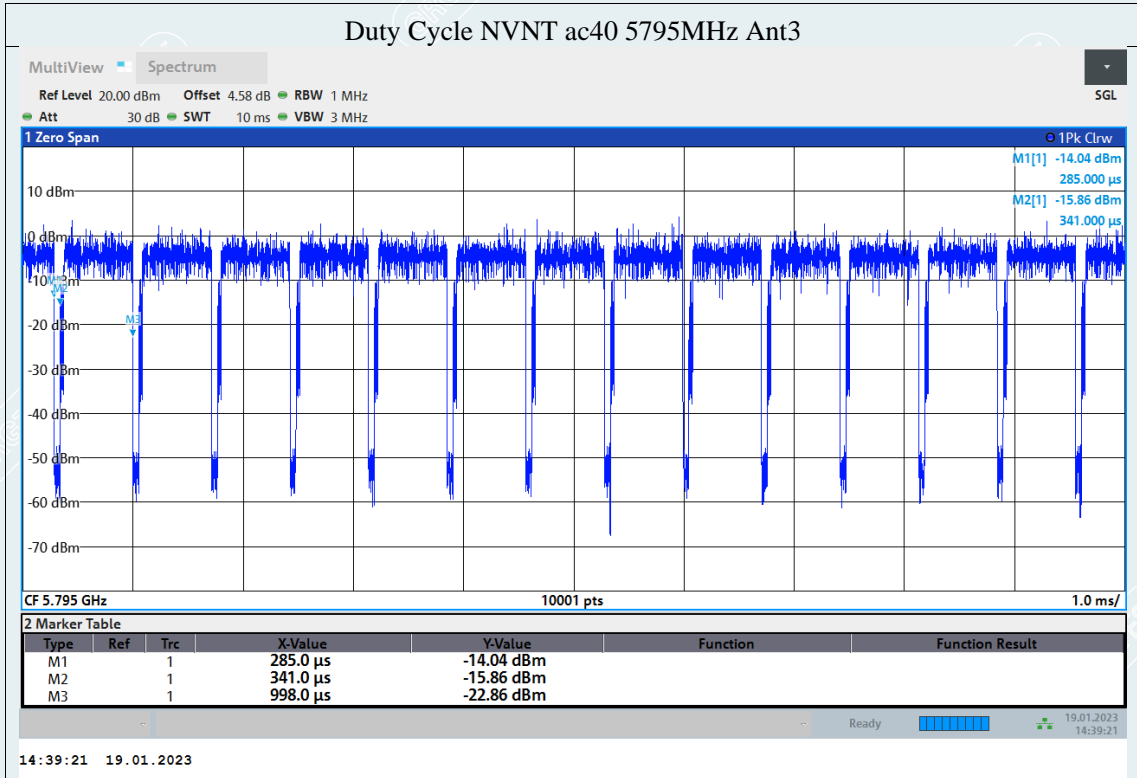 Duty Cycle NVNT ac40 5795MHz Ant3
MultiView Spectrum
Ref Level 20.00 dBm Offset 4.58 dB RBW 1 MHz SGL
Att 30 dB SWT 10 ms VBW 3 MHz
1 Zero Span 1Pk Clrw
M1[1] -14.04 dBm
285.000 µs
10 dBm M2[1] -15.86 dBm
341.000 µs
0 dBm
-10 dBm
M2
M3
-20 dBm
-30 dBm
-40 dBm
-50 dBm
-60 dBm
-70 dBm
CF 5.795 GHz 10001 pts 1.0 ms/
2 Marker Table
Type Ref Trc X-Value Y-Value Function Function Result
M1 1 285.0 µs -14.04 dBm
M2 1 341.0 µs -15.86 dBm
M3 1 998.0 µs -22.86 dBm
Ready 19.01.2023
14:39:21
14:39:21 19.01.2023